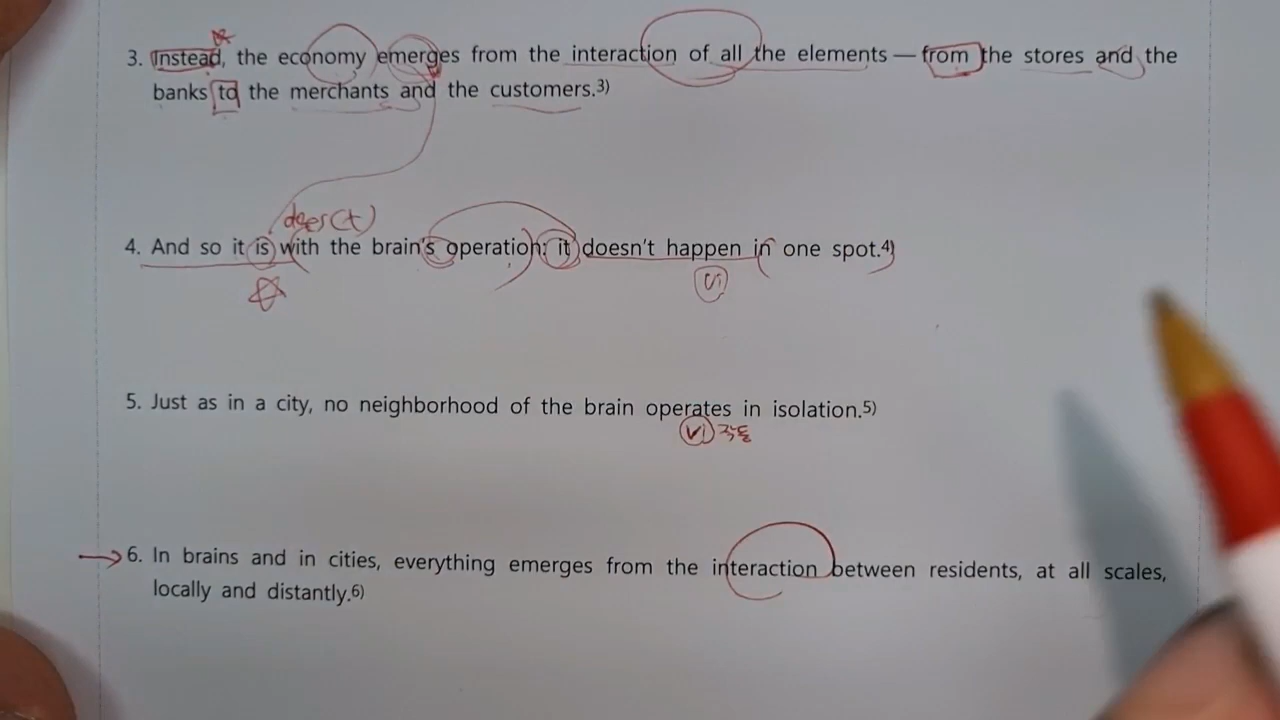 3. Instead, the economy emerges from the interaction of all the elements — from the stores and the
banks to the merchants and the customers.3)
does(t)
4. And so it is with the brain's operation: it doesn't happen in one spot.4)
vi
5. Just as in a city, no neighborhood of the brain operates in isolation.5)
vi
6. In brains and in cities, everything emerges from the interaction between residents, at all scales,
locally and distantly.6)